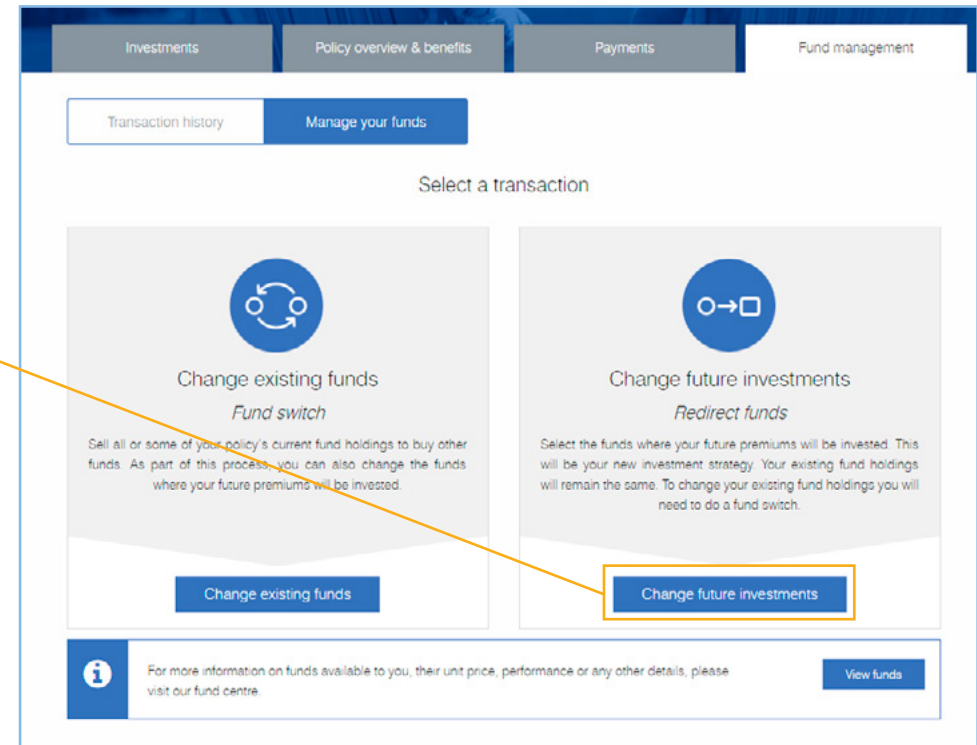 Investments
Policy overview & benefits
Payments
Fund management
Transaction history
Manage your funds
Select a transaction
Change existing funds
Fund switch
Sell all or some of your policy's current fund holdings to buy other
funds. As part of this process, you can also change the funds
where your future premiums will be invested.
Change existing funds
Change future investments
Redirect funds
Select the funds where your future premiums will be invested. This
will be your new investment strategy. Your existing fund holdings
will remain the same. To change your existing fund holdings you will
need to do a fund switch.
Change future investments
For more information on funds available to you, their unit price, performance or any other details, please
visit our fund centre.
View funds